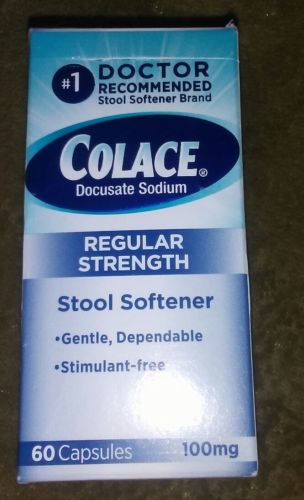 #1 DOCTOR
RECOMMENDED
Stool Softener Brand
COLACE®
Docusate Sodium
REGULAR
STRENGTH
Stool Softener
•Gentle, Dependable
•Stimulant-free
60 Capsules 100mg